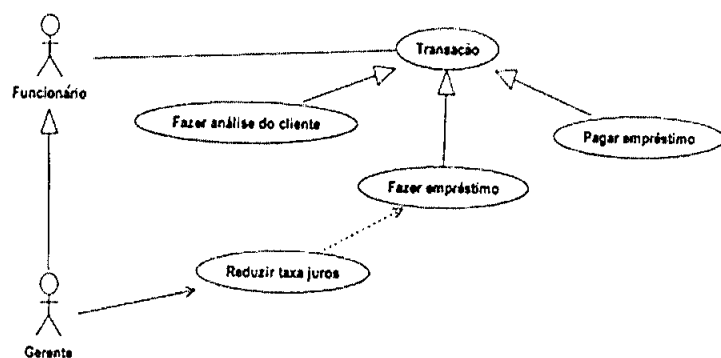 Transação
Funcionário
Fazer análise do cliente
Pagar empréstimo
Fazer empréstimo
Reduzir taxa juros
Gerente